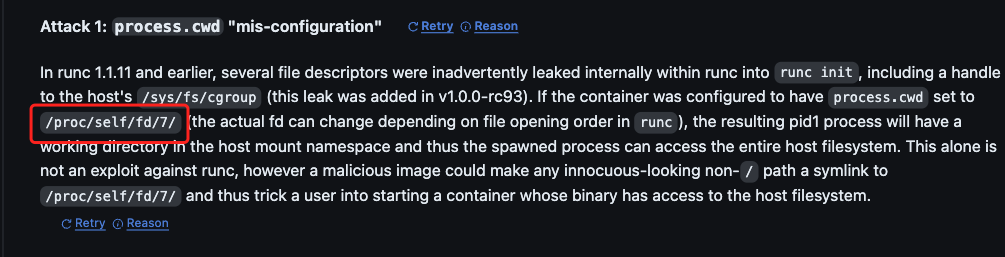 Attack 1: process.cwd "mis-configuration" Retry Reason
In runc 1.1.11 and earlier, several file descriptors were inadvertently leaked internally within runc into runc init, including a handle
to the host's /sys/fs/cgroup (this leak was added in v1.0.0-rc93). If the container was configured to have process.cwd set to
/proc/self/fd/7/ (the actual fd can change depending on file opening order in runc), the resulting pid1 process will have a
working directory in the host mount namespace and thus the spawned process can access the entire host filesystem. This alone is
not an exploit against runc, however a malicious image could make any innocuous-looking non-/ path a symlink to
/proc/self/fd/7/ and thus trick a user into starting a container whose binary has access to the host filesystem.
Retry Reason